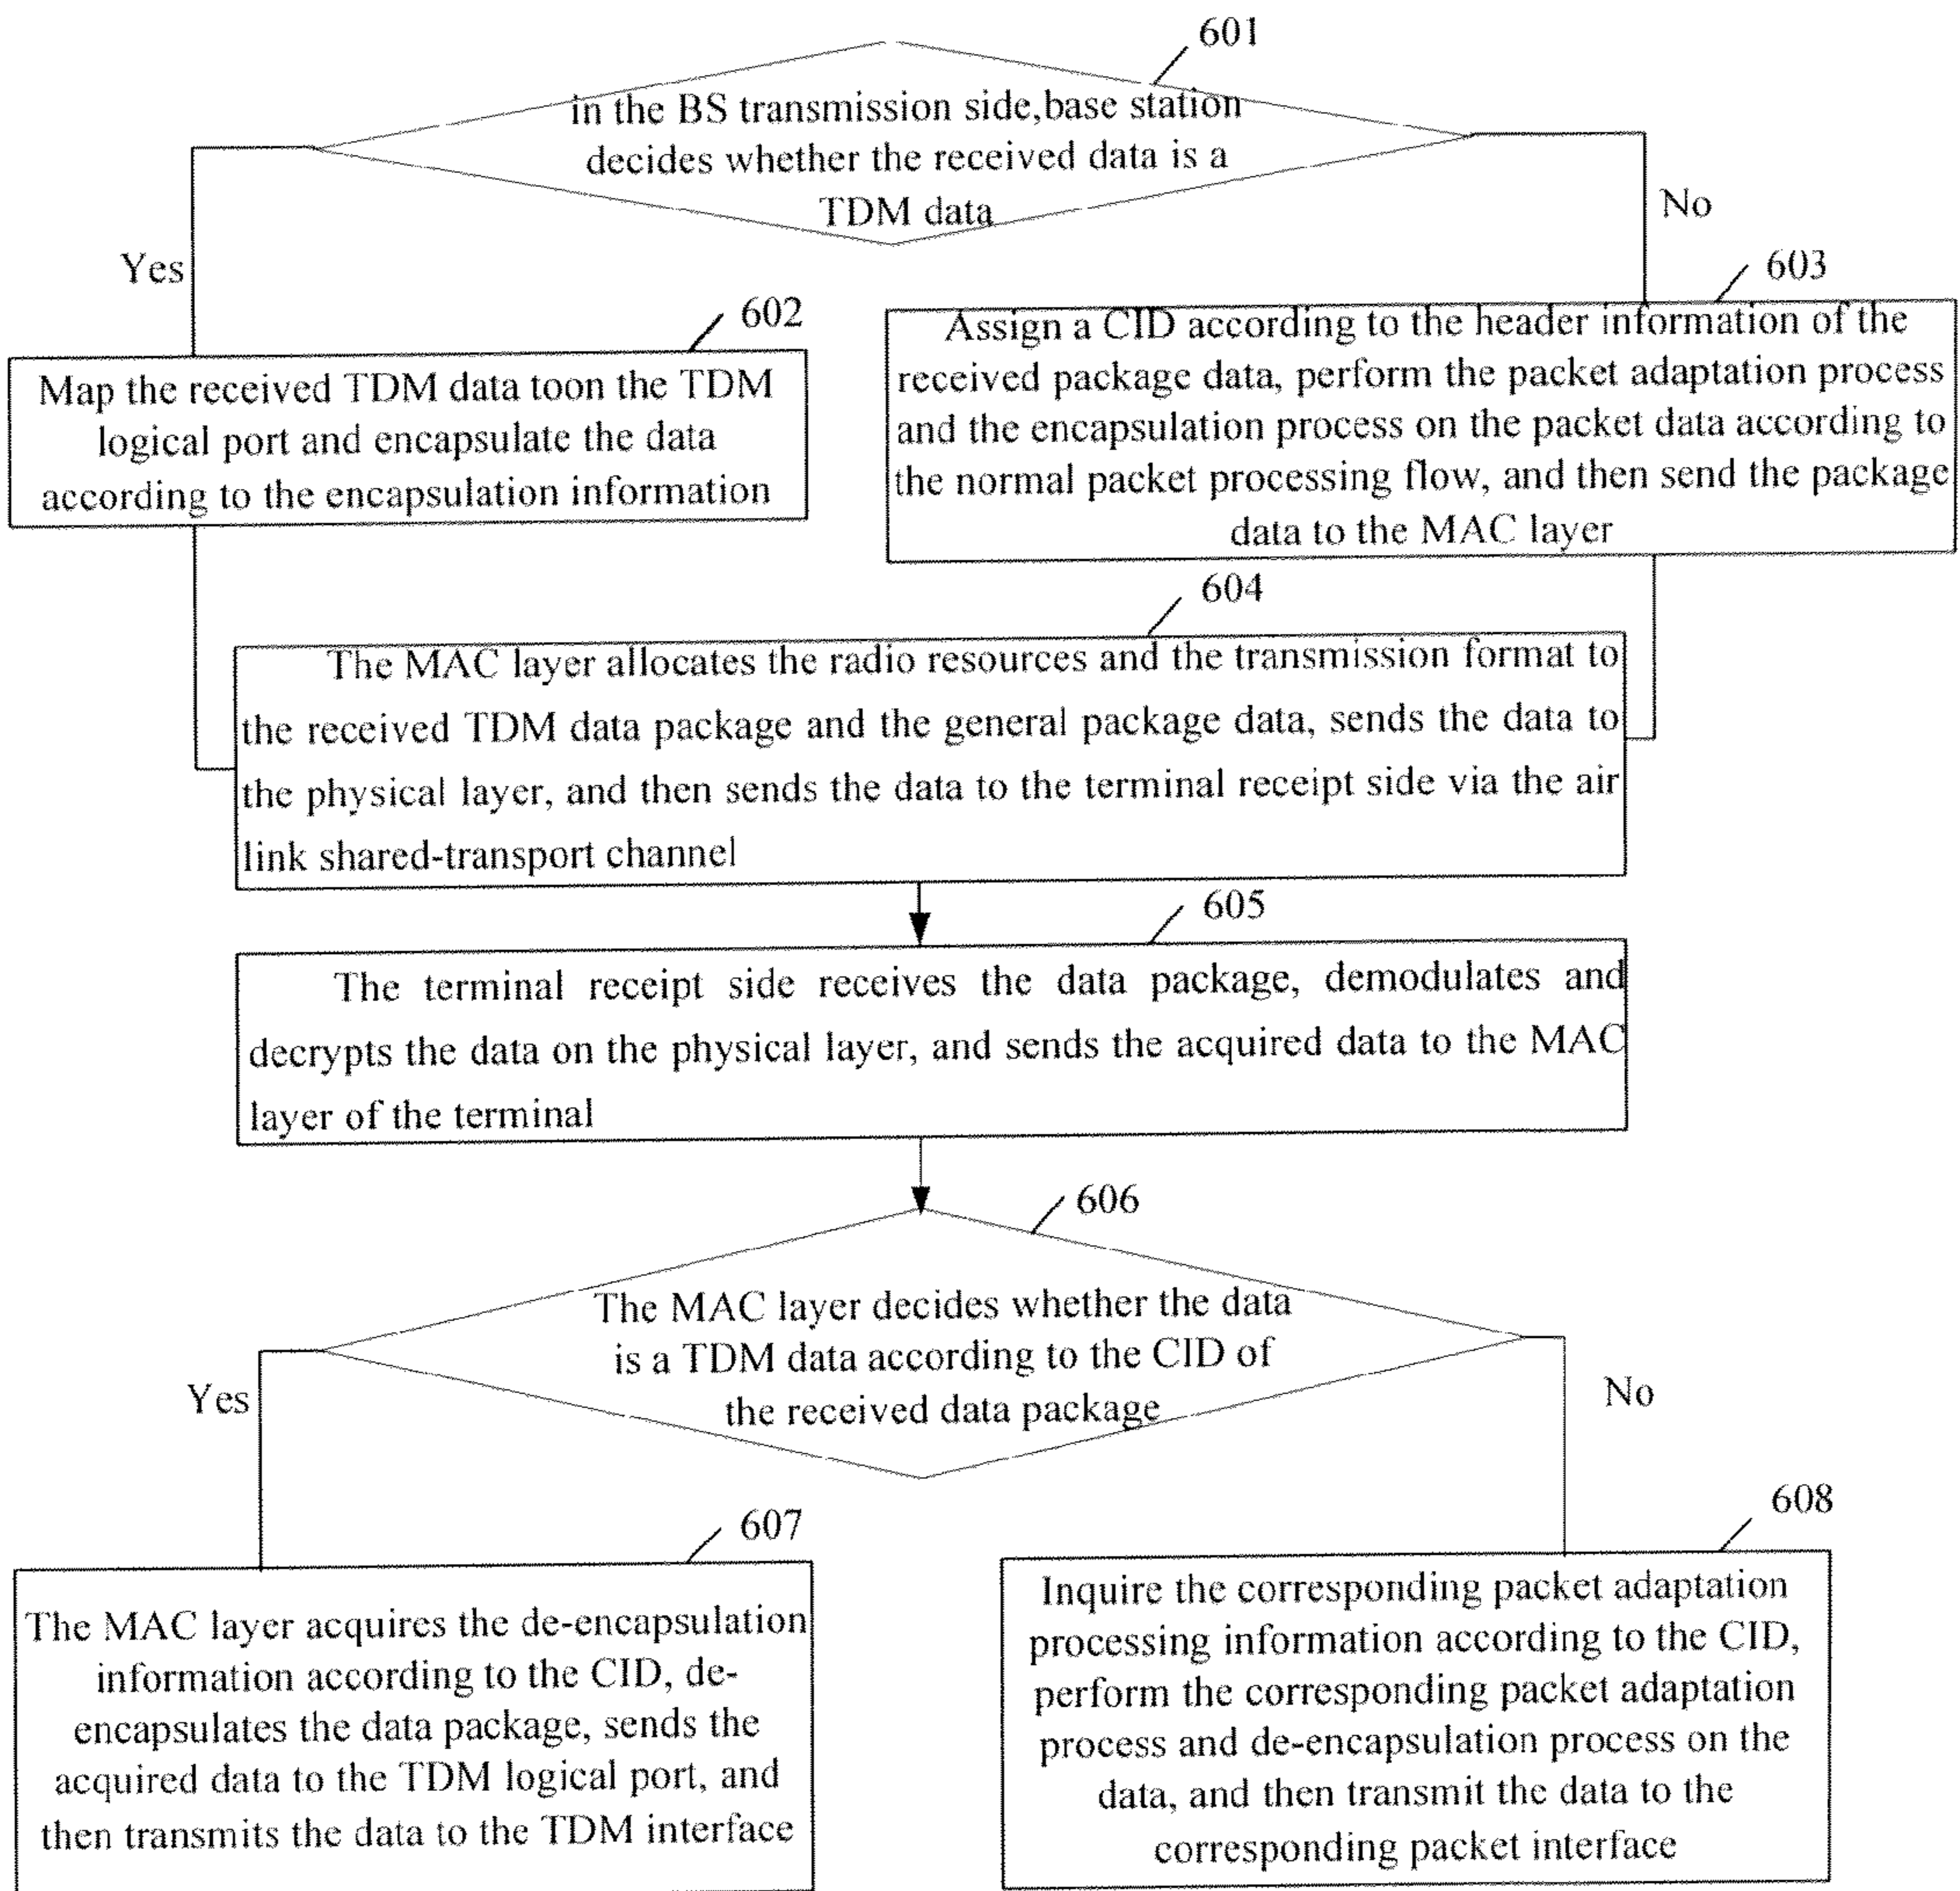 601
in the BS transmission side,base station
decides whether the received data is a
TDM data
Yes
No
602
Map the received TDM data toon the TDM
logical port and encapsulate the data
according to the encapsulation information
603
Assign a CID according to the header information of the
received package data, perform the packet adaptation process
and the encapsulation process on the packet data according to
the normal packet processing flow, and then send the package
data to the MAC layer
604
The MAC layer allocates the radio resources and the transmission format to
the received TDM data package and the general package data, sends the data to
the physical layer, and then sends the data to the terminal receipt side via the air
link shared-transport channel
605
The terminal receipt side receives the data package, demodulates and
decrypts the data on the physical layer, and sends the acquired data to the MAC
layer of the terminal
606
The MAC layer decides whether the data
is a TDM data according to the CID of
the received data package
Yes
No
607
The MAC layer acquires the de-encapsulation
information according to the CID, de-
encapsulates the data package, sends the
acquired data to the TDM logical port, and
then transmits the data to the TDM interface
608
Inquire the corresponding packet adaptation
processing information according to the CID,
perform the corresponding packet adaptation
process and de-encapsulation process on the
data, and then transmit the data to the
corresponding packet interface